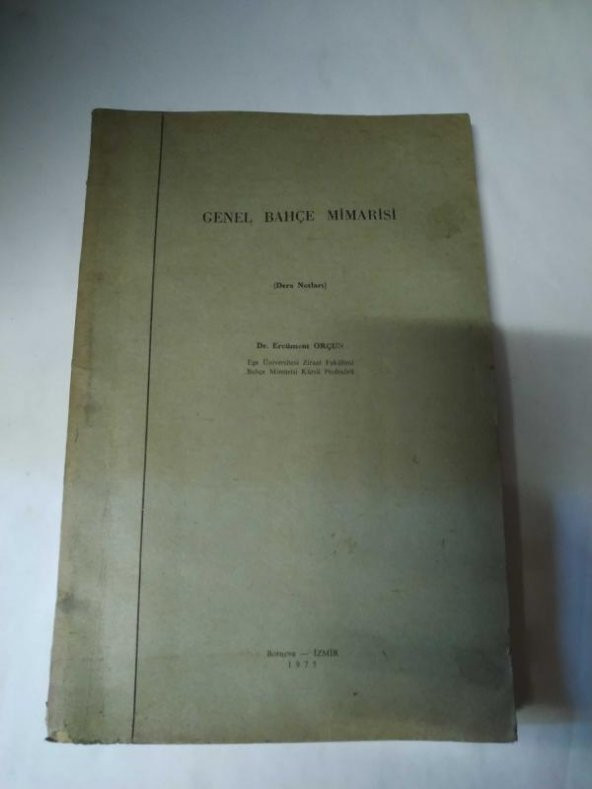 GENEL BAHÇE MİMARİSİ
(Ders Notları)
Dr. Ercüment ORÇUN
Ege Üniversitesi Ziraat Fakültesi
Bahçe Mimarisi Kürsü Profesörü
Bornova — İZMİR
1975